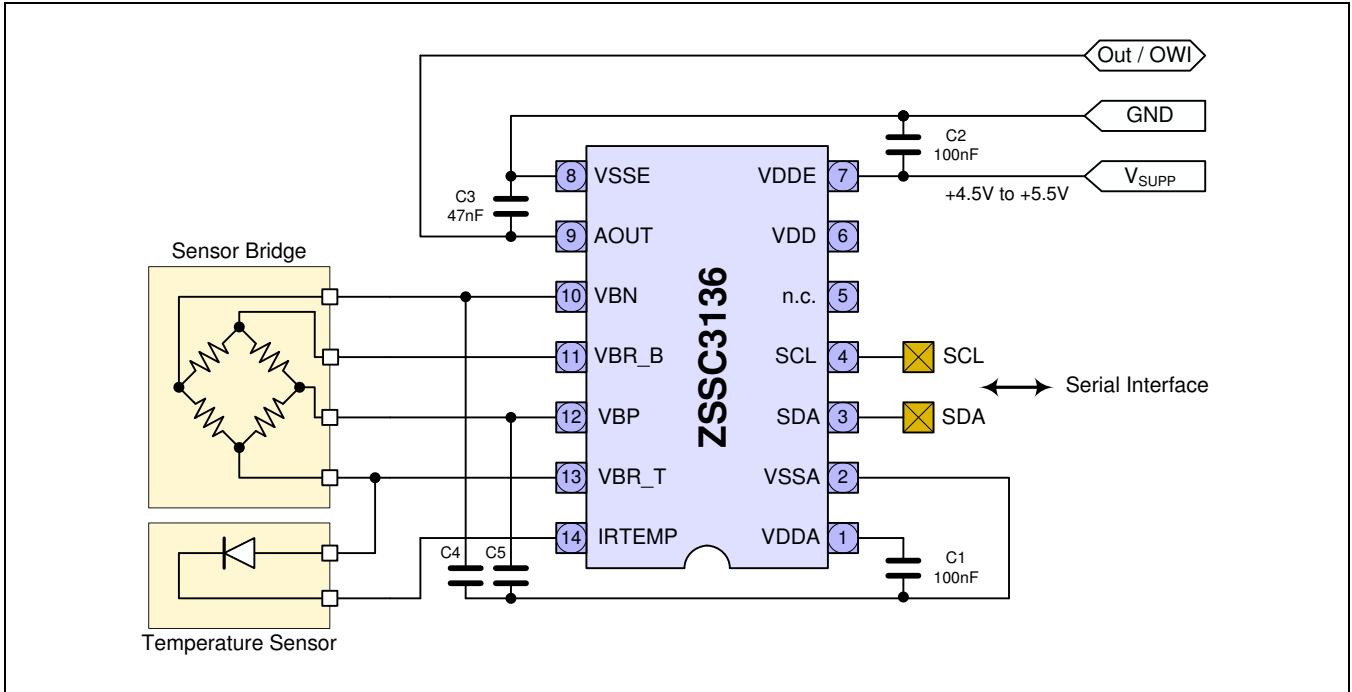 Out / OWI
GND
C2
100nF
V_SUPP
+4.5V to +5.5V
8 VSSE
VDDE 7
C3
47nF
9 AOUT
VDD 6
Sensor Bridge
10 VBN
n.c. 5
11 VBR_B
SCL 4
SCL
ZSSC3136
Serial Interface
12 VBP
SDA 3
SDA
13 VBR_T
VSSA 2
14 IRTEMP
VDDA 1
C4
C5
C1
100nF
Temperature Sensor